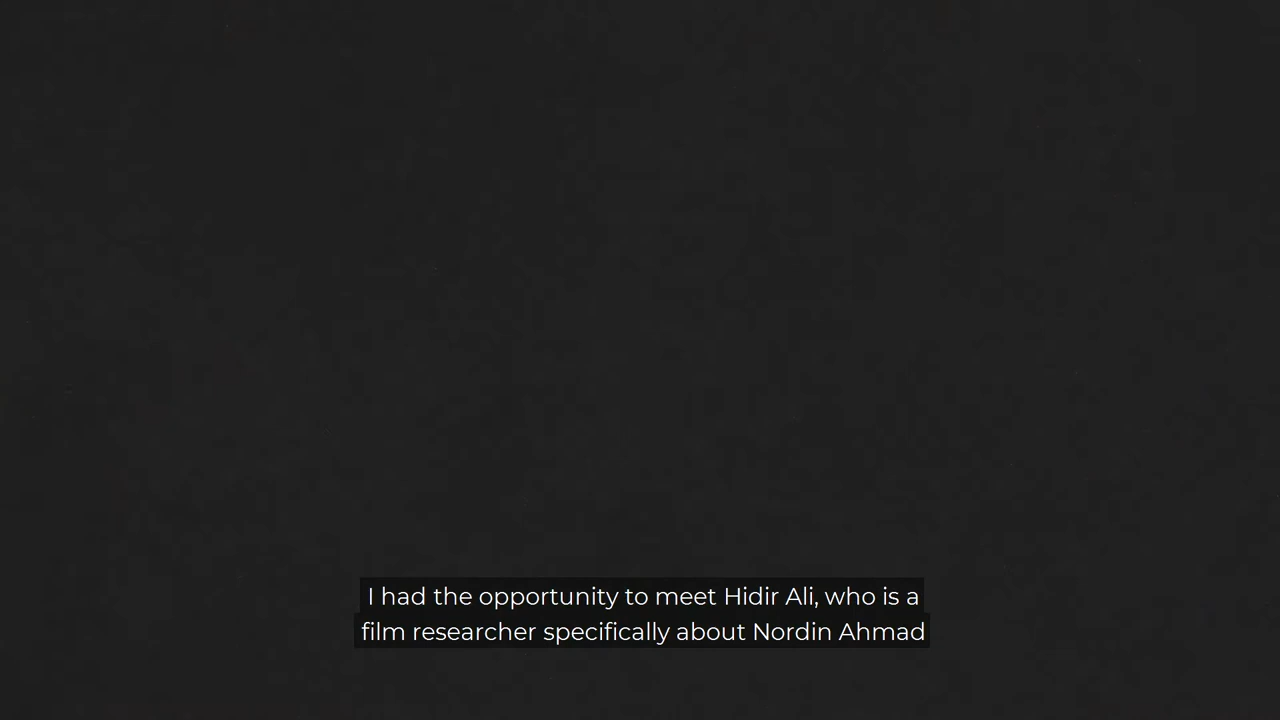 I had the opportunity to meet Hidir Ali, who is a
film researcher specifically about Nordin Ahmad